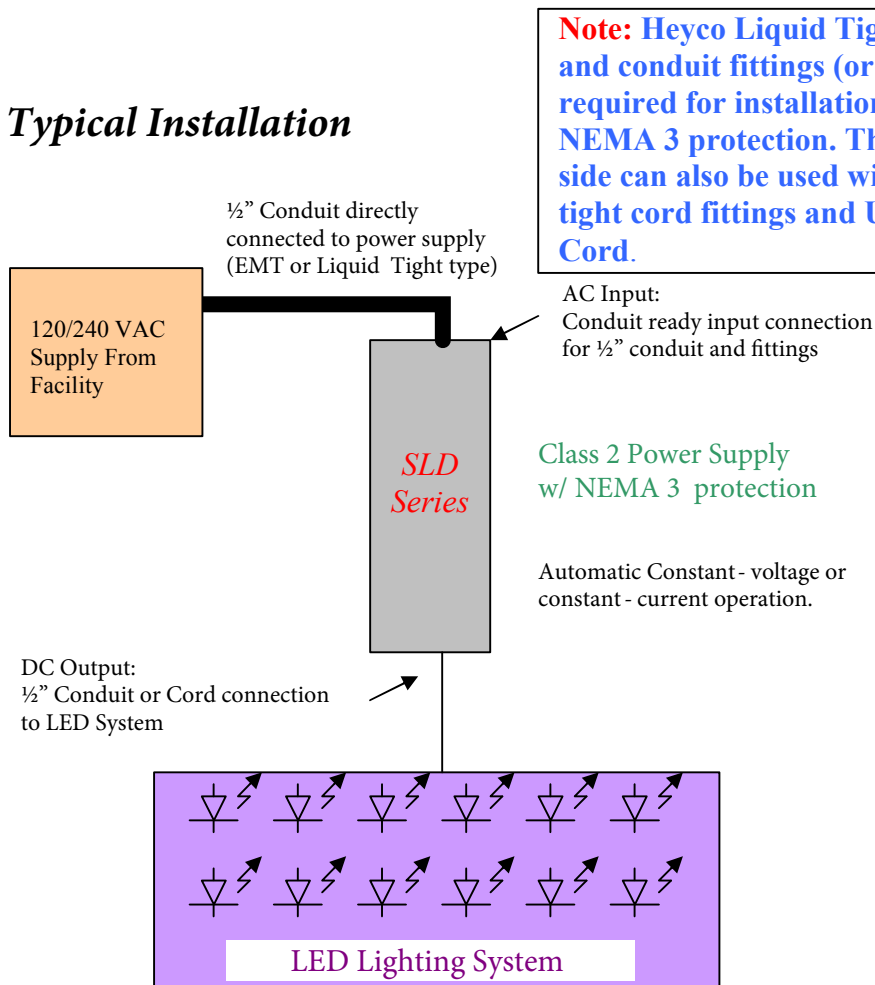 Note: Heyco Liquid
and conduit fittings (or
required for installation
NEMA 3 protection.
side can also be used
tight cord fittings and
Cord.
Typical Installation
½” Conduit directly
connected to power supply
(EMT or Liquid Tight type)
120/240 VAC
Supply From
Facility
AC Input:
Conduit ready input connection
for ½” conduit and fittings
SLD
Series
Class 2 Power Supply
w/ NEMA 3 protection
Automatic Constant - voltage or
constant - current operation.
DC Output:
½” Conduit or Cord connection
to LED System
LED Lighting System